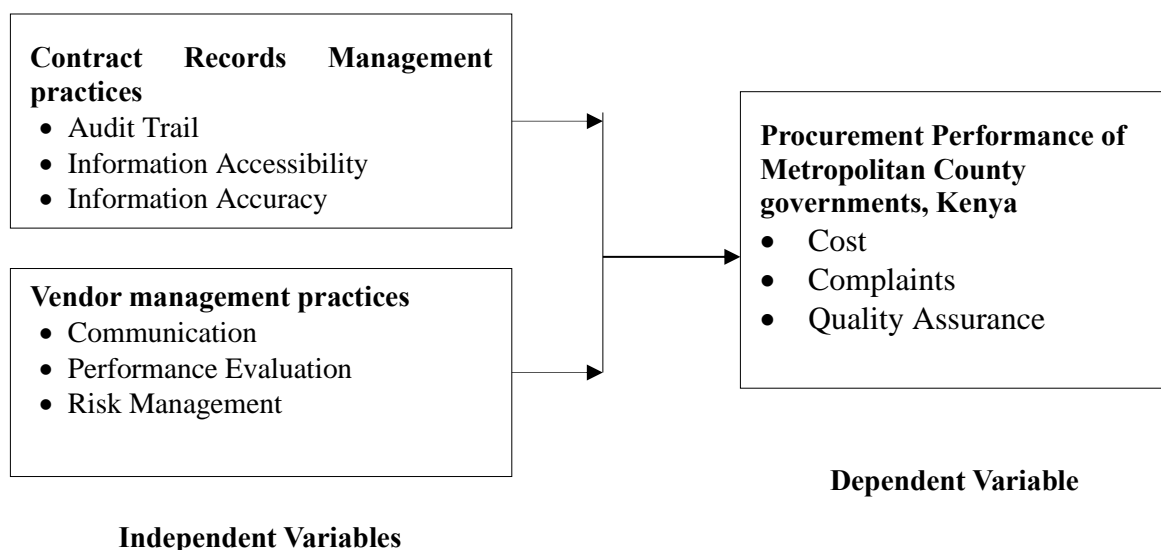 Contract Records Management
practices
• Audit Trail
• Information Accessibility
• Information Accuracy
Vendor management practices
• Communication
• Performance Evaluation
• Risk Management
Independent Variables
Procurement Performance of
Metropolitan County
governments, Kenya
• Cost
• Complaints
• Quality Assurance
Dependent Variable